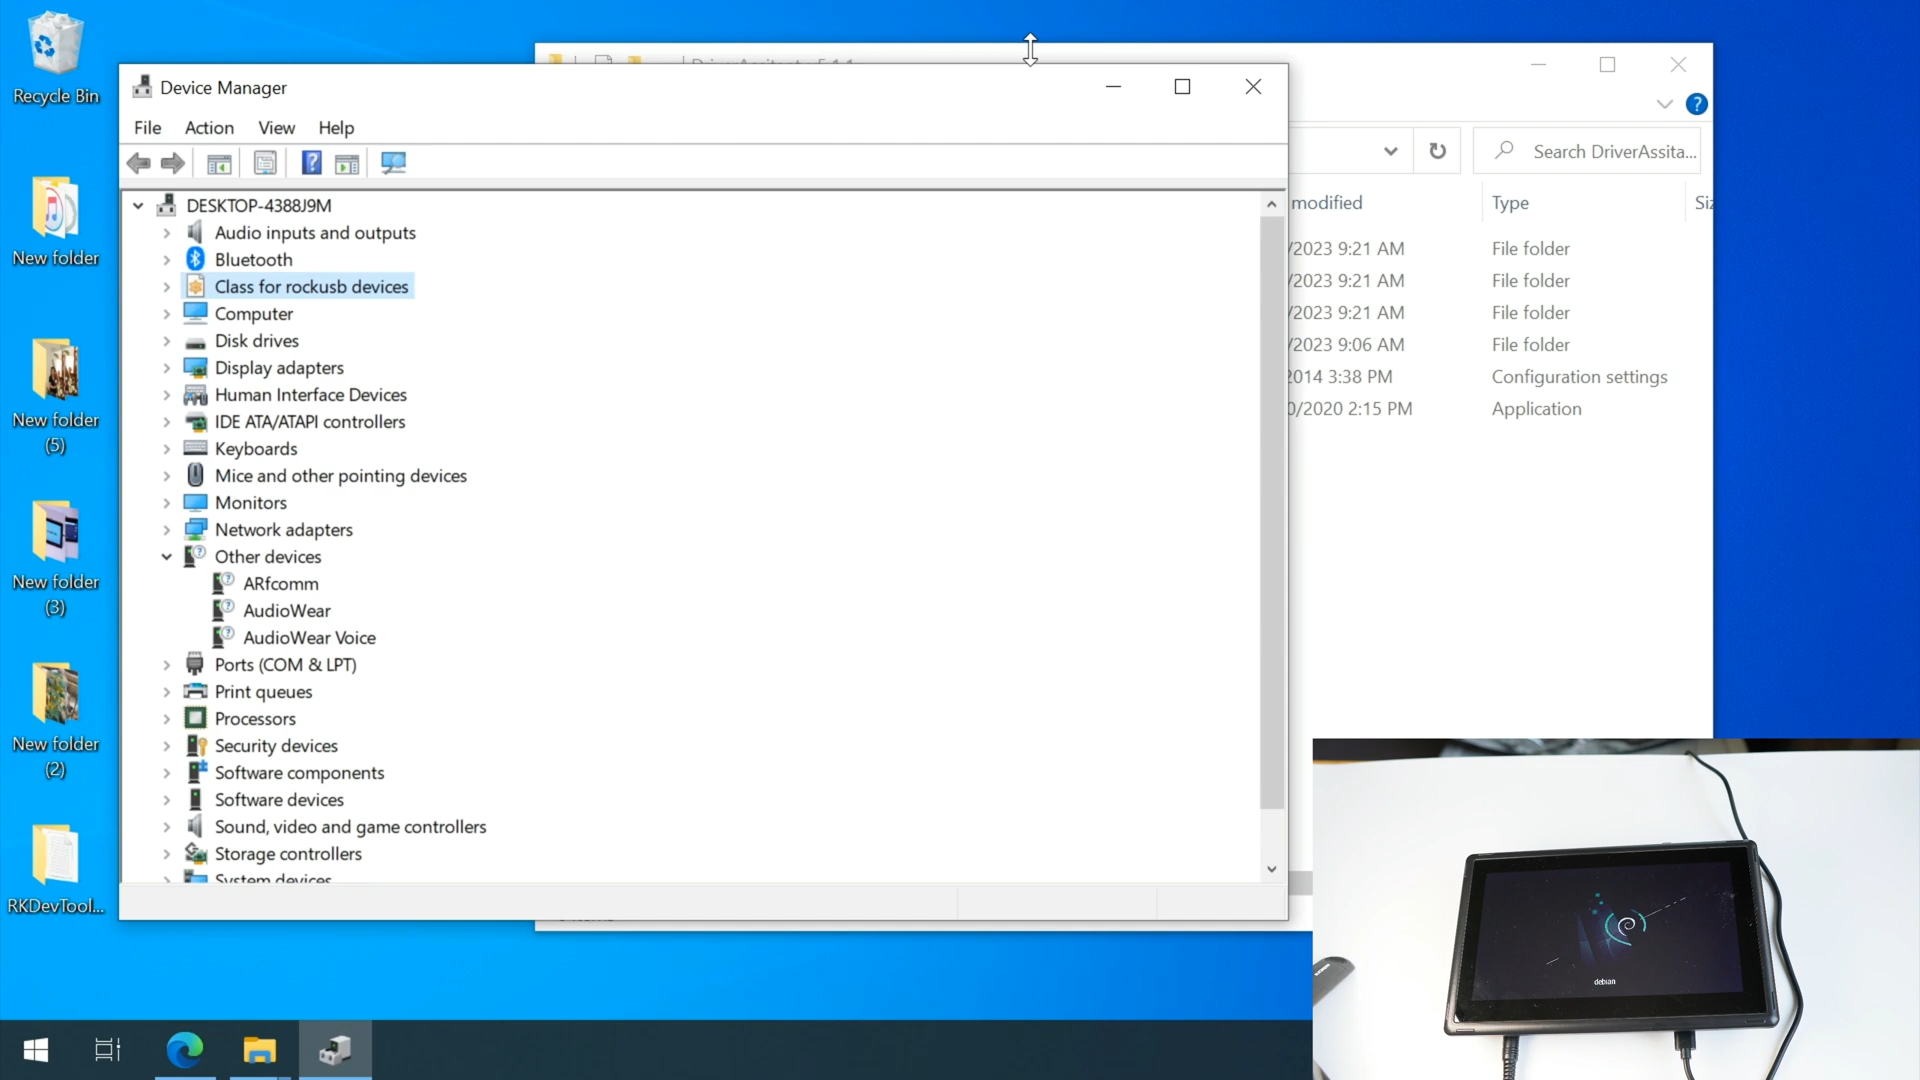 Recycle Bin
New folder
New folder
(5)
New folder
(3)
New folder
(2)
RKDevTool...
Device Manager
File Action View Help
DESKTOP-4388J9M
Audio inputs and outputs
Bluetooth
Class for rockusb devices
Computer
Disk drives
Display adapters
Human Interface Devices
IDE ATA/ATAPI controllers
Keyboards
Mice and other pointing devices
Monitors
Network adapters
Other devices
ARfcomm
AudioWear
AudioWear Voice
Ports (COM & LPT)
Print queues
Processors
Security devices
Software components
Software devices
Sound, video and game controllers
Storage controllers
System devices
Search DriverAssita...
modified Type Siz
/2023 9:21 AM File folder
/2023 9:21 AM File folder
/2023 9:21 AM File folder
/2023 9:06 AM File folder
2014 3:38 PM Configuration settings
0/2020 2:15 PM Application
debian